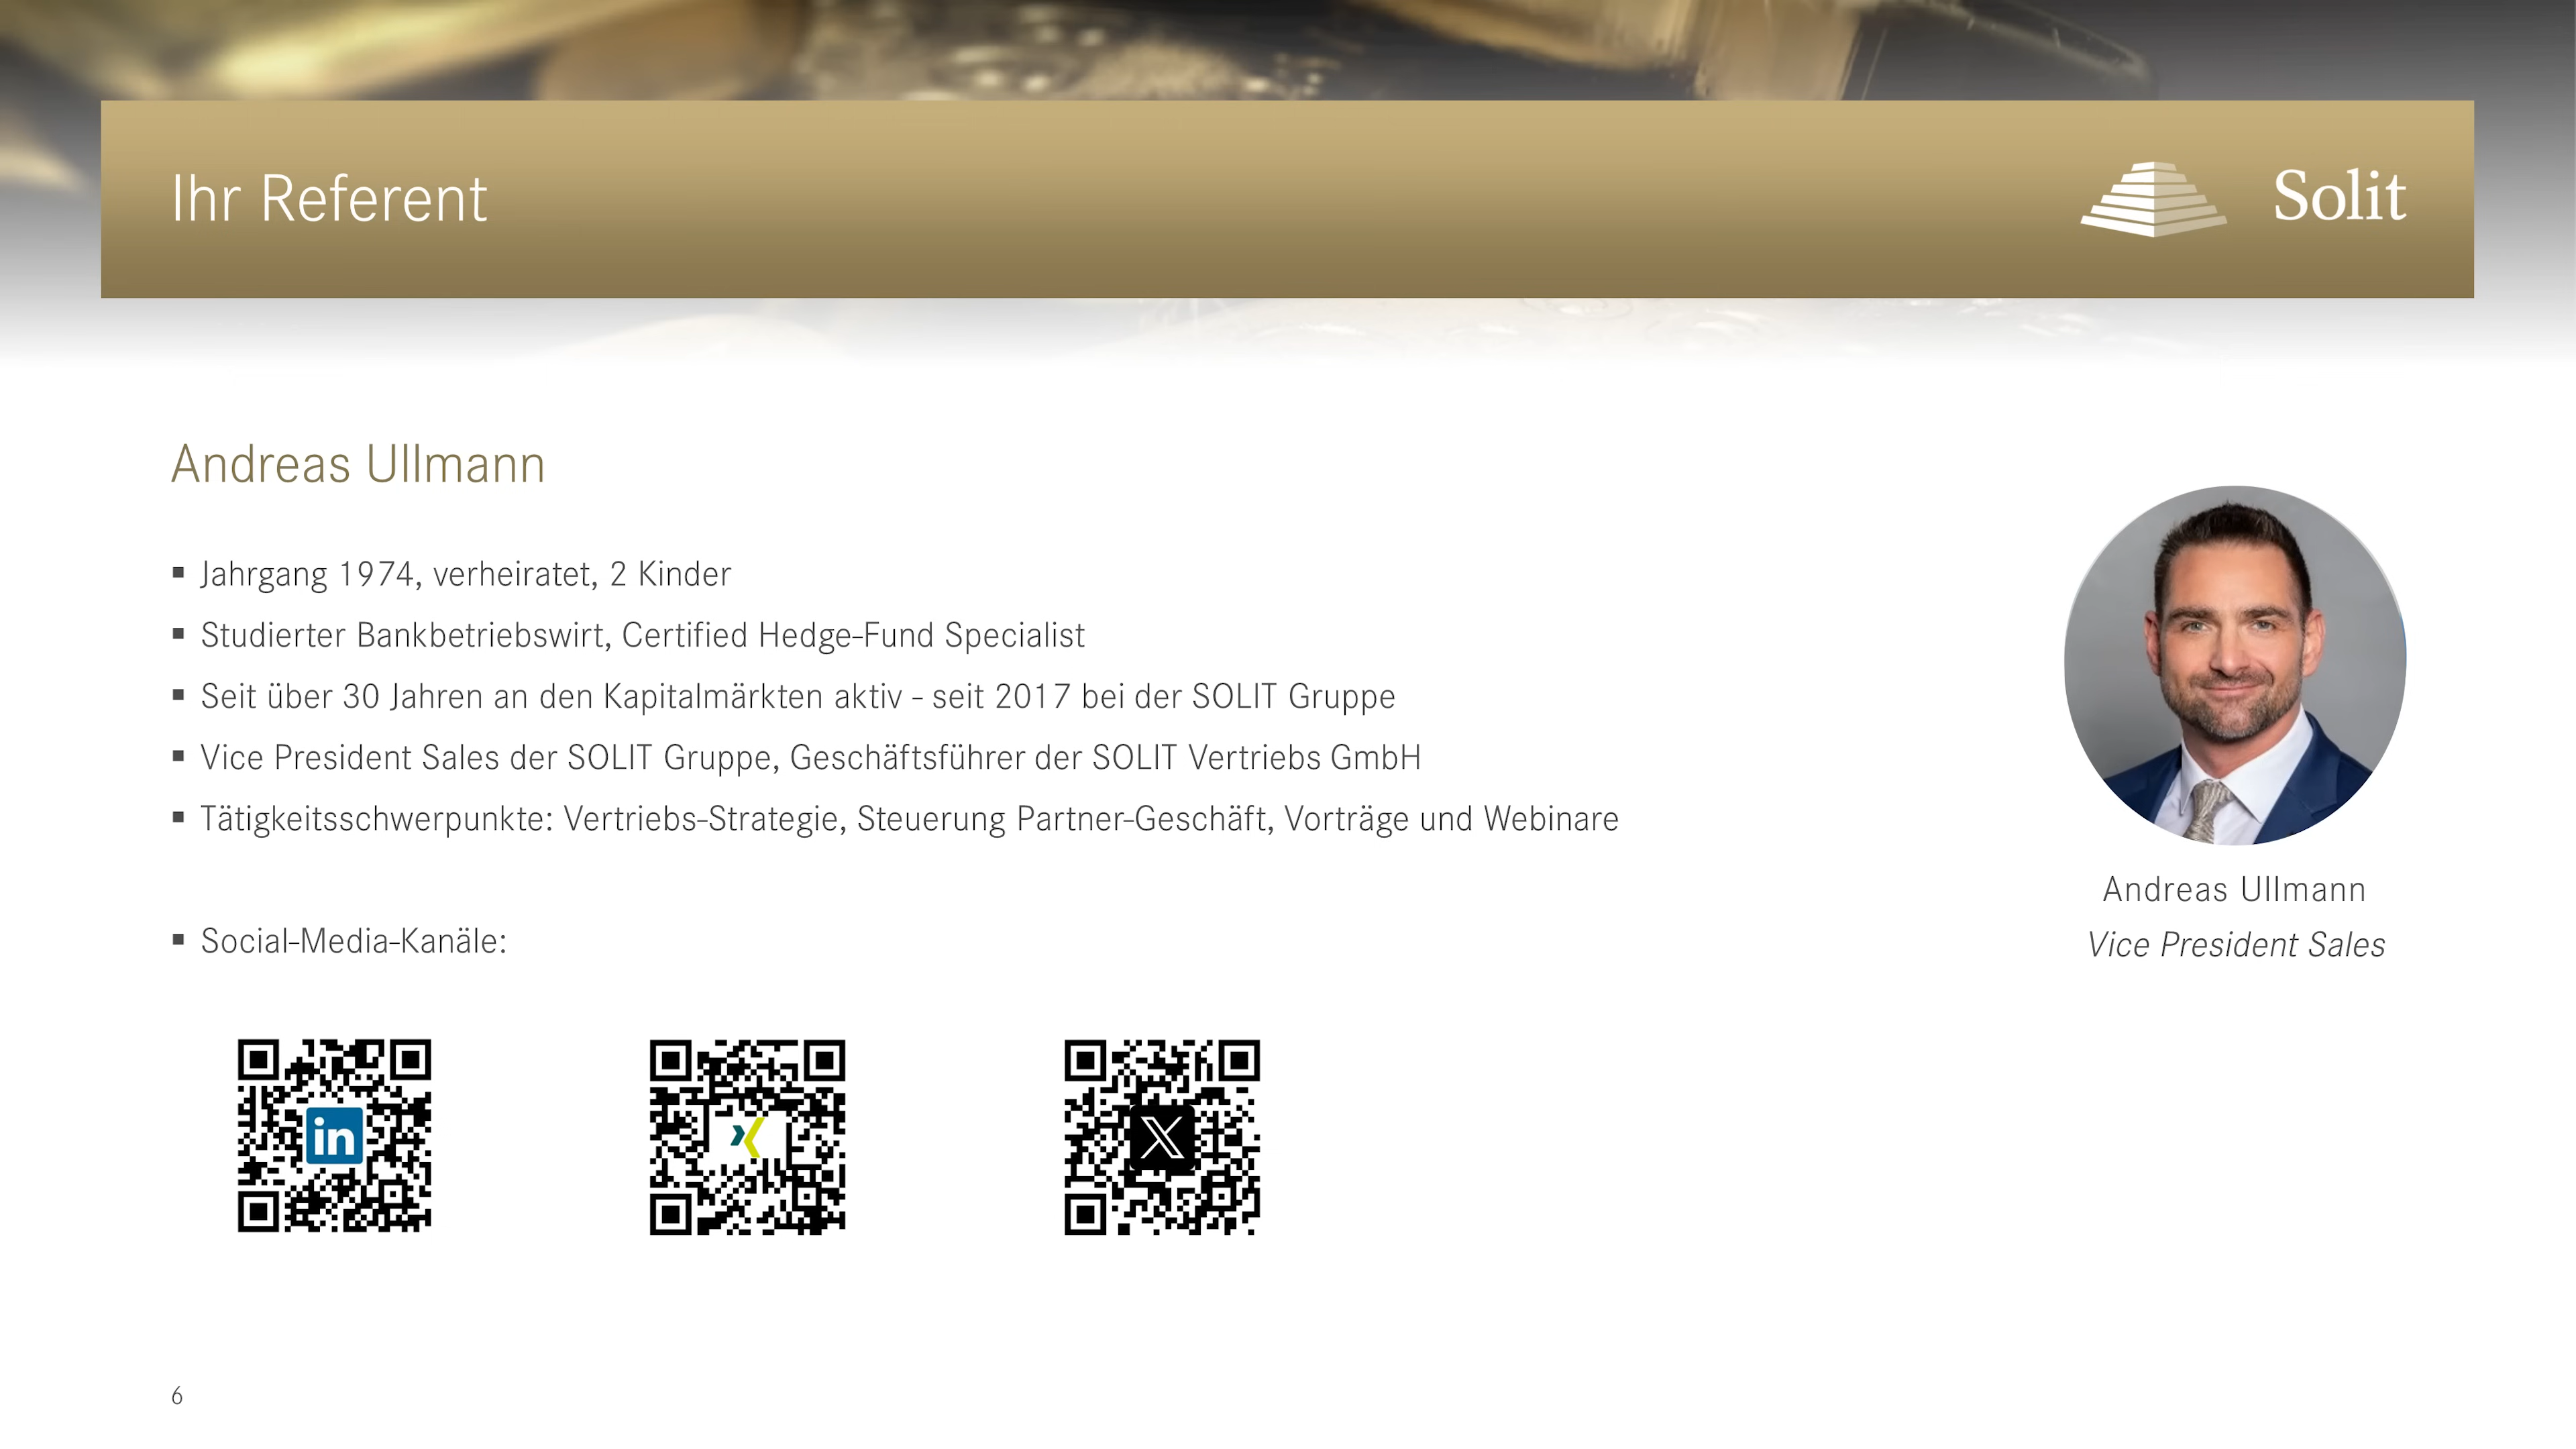 Ihr Referent
Solit
Andreas Ullmann
▪ Jahrgang 1974, verheiratet, 2 Kinder
▪ Studierter Bankbetriebswirt, Certified Hedge-Fund Specialist
▪ Seit über 30 Jahren an den Kapitalmärkten aktiv - seit 2017 bei der SOLIT Gruppe
▪ Vice President Sales der SOLIT Gruppe, Geschäftsführer der SOLIT Vertriebs GmbH
▪ Tätigkeitsschwerpunkte: Vertriebs-Strategie, Steuerung Partner-Geschäft, Vorträge und Webinare
▪ Social-Media-Kanäle:
Andreas Ullmann
Vice President Sales
in
X
6